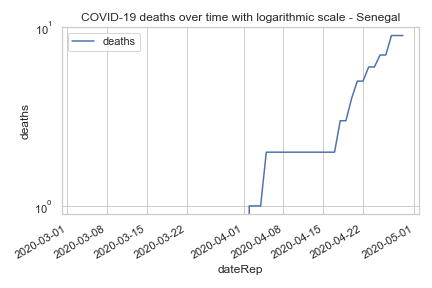 COVID-19 deaths over time with logarithmic scale - Senegal
10¹
deaths
deaths
10⁰
2020-03-01
2020-03-08
2020-03-15
2020-03-22
2020-04-01
2020-04-08
2020-04-15
2020-04-22
2020-05-01
dateRep